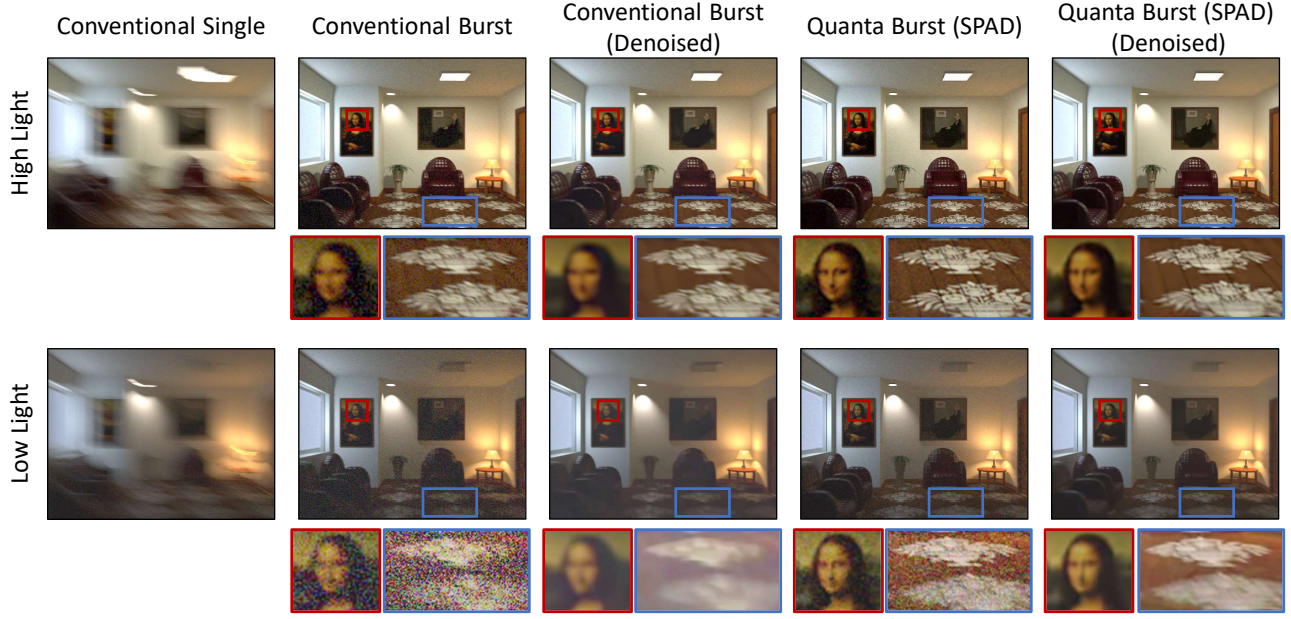 Conventional Single
Conventional Burst
Conventional Burst
(Denoised)
Quanta Burst (SPAD)
Quanta Burst (SPAD)
(Denoised)
High Light
Low Light